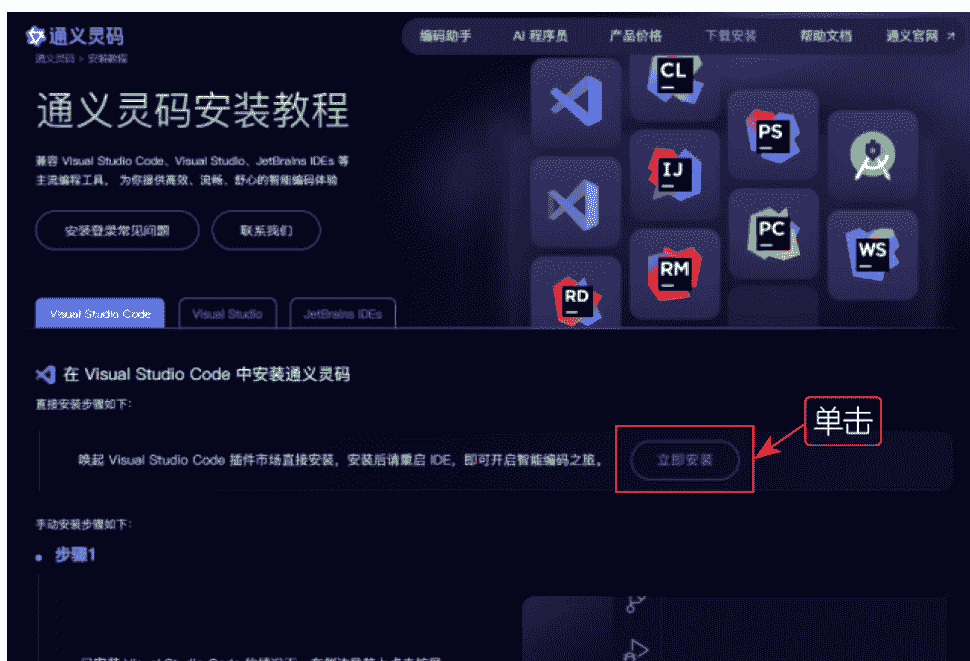 通义灵码
编码助手 AI 程序员 产品价格 下载安装 帮助文档 通义官网
通义灵码 > 安装教程
通义灵码安装教程
兼容 Visual Studio Code、Visual Studio、JetBrains IDEs 等
主流编程工具，为你提供高效、流畅、舒心的智能编码体验
安装登录常见问题 联系我们
CL
PS
IJ
PC
WS
RM
RD
Visual Studio Code Visual Studio JetBrains IDEs
在 Visual Studio Code 中安装通义灵码
直接安装步骤如下：
单击
唤起 Visual Studio Code 插件市场直接安装，安装后请重启 IDE，即可开启智能编码之旅。 立即安装
手动安装步骤如下：
步骤1